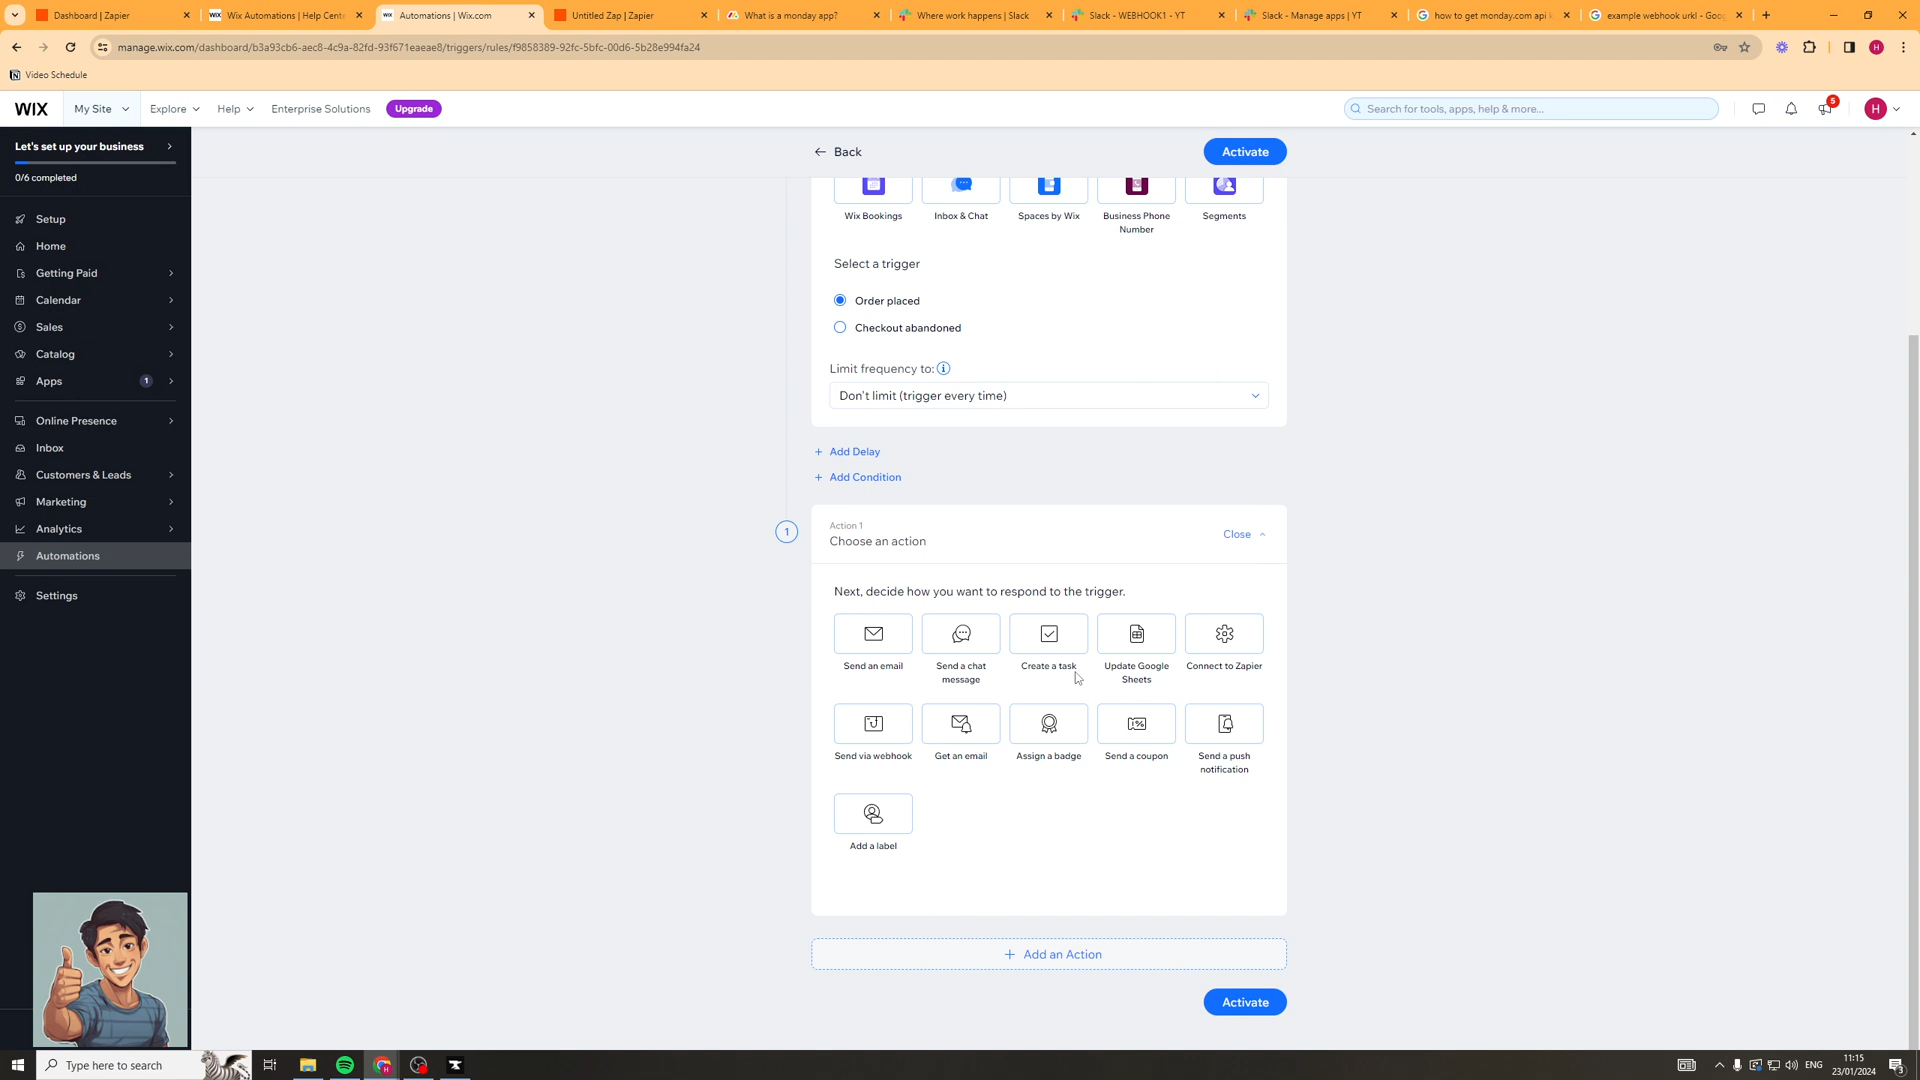 Dashboard | Zapier
Wix Automations | Help Cent
Automations | Wix.com
Untitled Zap | Zapier
What is a monday app?
Where work happens | Slack
Slack - WEBHOOK1 - YT
Slack - Manage apps | YT
how to get monday.com api k
example webhook urkl - Goo
manage.wix.com/dashboard/b3a93cb6-aec8-4c9a-82fd-93f671eaeae8/triggers/rules/f9858389-92fc-5bfc-00d6-5b28e994fa24
H
Video Schedule
WIX
My Site
Explore
Help
Enterprise Solutions
Upgrade
Search for tools, apps, help & more...
5
H
Let's set up your business
0/6 completed
Setup
Home
Getting Paid
Calendar
Sales
Catalog
Apps
1
Online Presence
Inbox
Customers & Leads
Marketing
Analytics
Automations
Settings
Back
Activate
Wix Bookings
Inbox & Chat
Spaces by Wix
Business Phone
Number
Segments
Select a trigger
Order placed
Checkout abandoned
Limit frequency to:
Don't limit (trigger every time)
+ Add Delay
+ Add Condition
1
Action 1
Choose an action
Close
Next, decide how you want to respond to the trigger.
Send an email
Send a chat
message
Create a task
Update Google
Sheets
Connect to Zapier
Send via webhook
Get an email
Assign a badge
Send a coupon
Send a push
notification
Add a label
+ Add an Action
Activate
Type here to search
ENG
11:15
23/01/2024
3